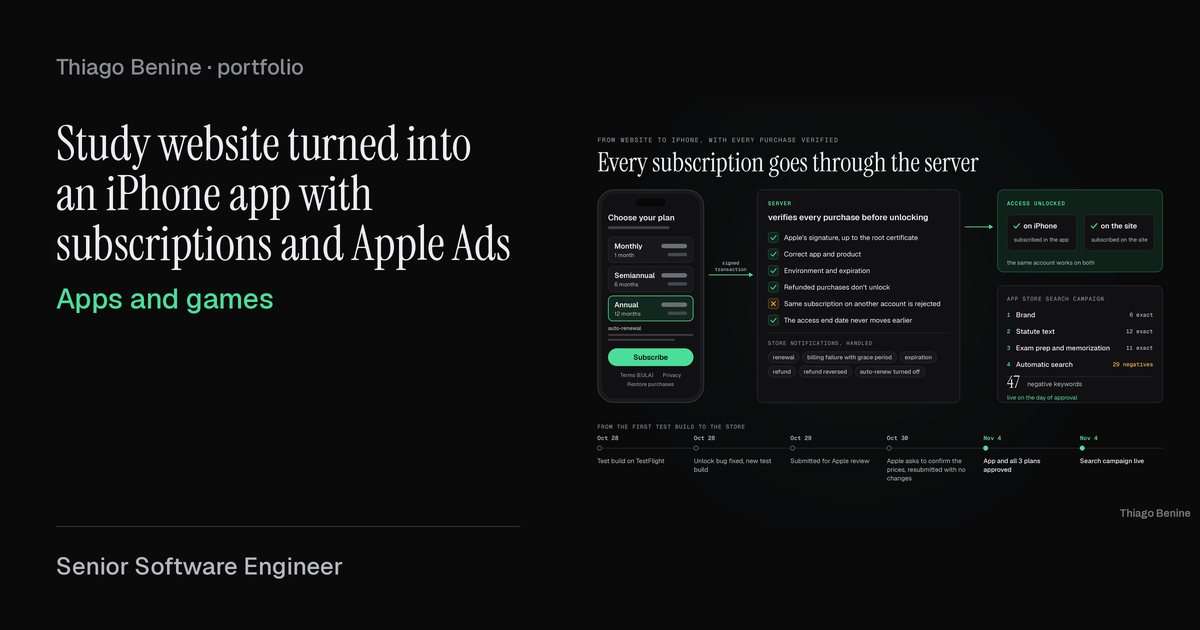 Thiago Benine · portfolio
Study website turned into
an iPhone app with
subscriptions and Apple Ads
Apps and games
Senior Software Engineer
FROM WEBSITE TO IPHONE, WITH EVERY PURCHASE VERIFIED
Every subscription goes through the server
Choose your plan
Monthly
1 month
Semiannual
6 months
Annual
12 months
auto-renewal
Subscribe
Terms (EULA) Privacy
Restore purchases
signed
transaction
SERVER
verifies every purchase before unlocking
Apple's signature, up to the root certificate
Correct app and product
Environment and expiration
Refunded purchases don't unlock
Same subscription on another account is rejected
The access end date never moves earlier
STORE NOTIFICATIONS, HANDLED
renewal billing failure with grace period expiration
refund refund reversed auto-renew turned off
ACCESS UNLOCKED
on iPhone
subscribed in the app
on the site
subscribed on the site
the same account works on both
APP STORE SEARCH CAMPAIGN
1 Brand 6 exact
2 Statute text 12 exact
3 Exam prep and memorization 11 exact
4 Automatic search 29 negatives
47 negative keywords
live on the day of approval
FROM THE FIRST TEST BUILD TO THE STORE
Oct 28
Test build on TestFlight
Oct 28
Unlock bug fixed, new test
build
Oct 29
Submitted for Apple review
Oct 30
Apple asks to confirm the
prices, resubmitted with no
changes
Nov 4
App and all 3 plans
approved
Nov 4
Search campaign live
Thiago Benine